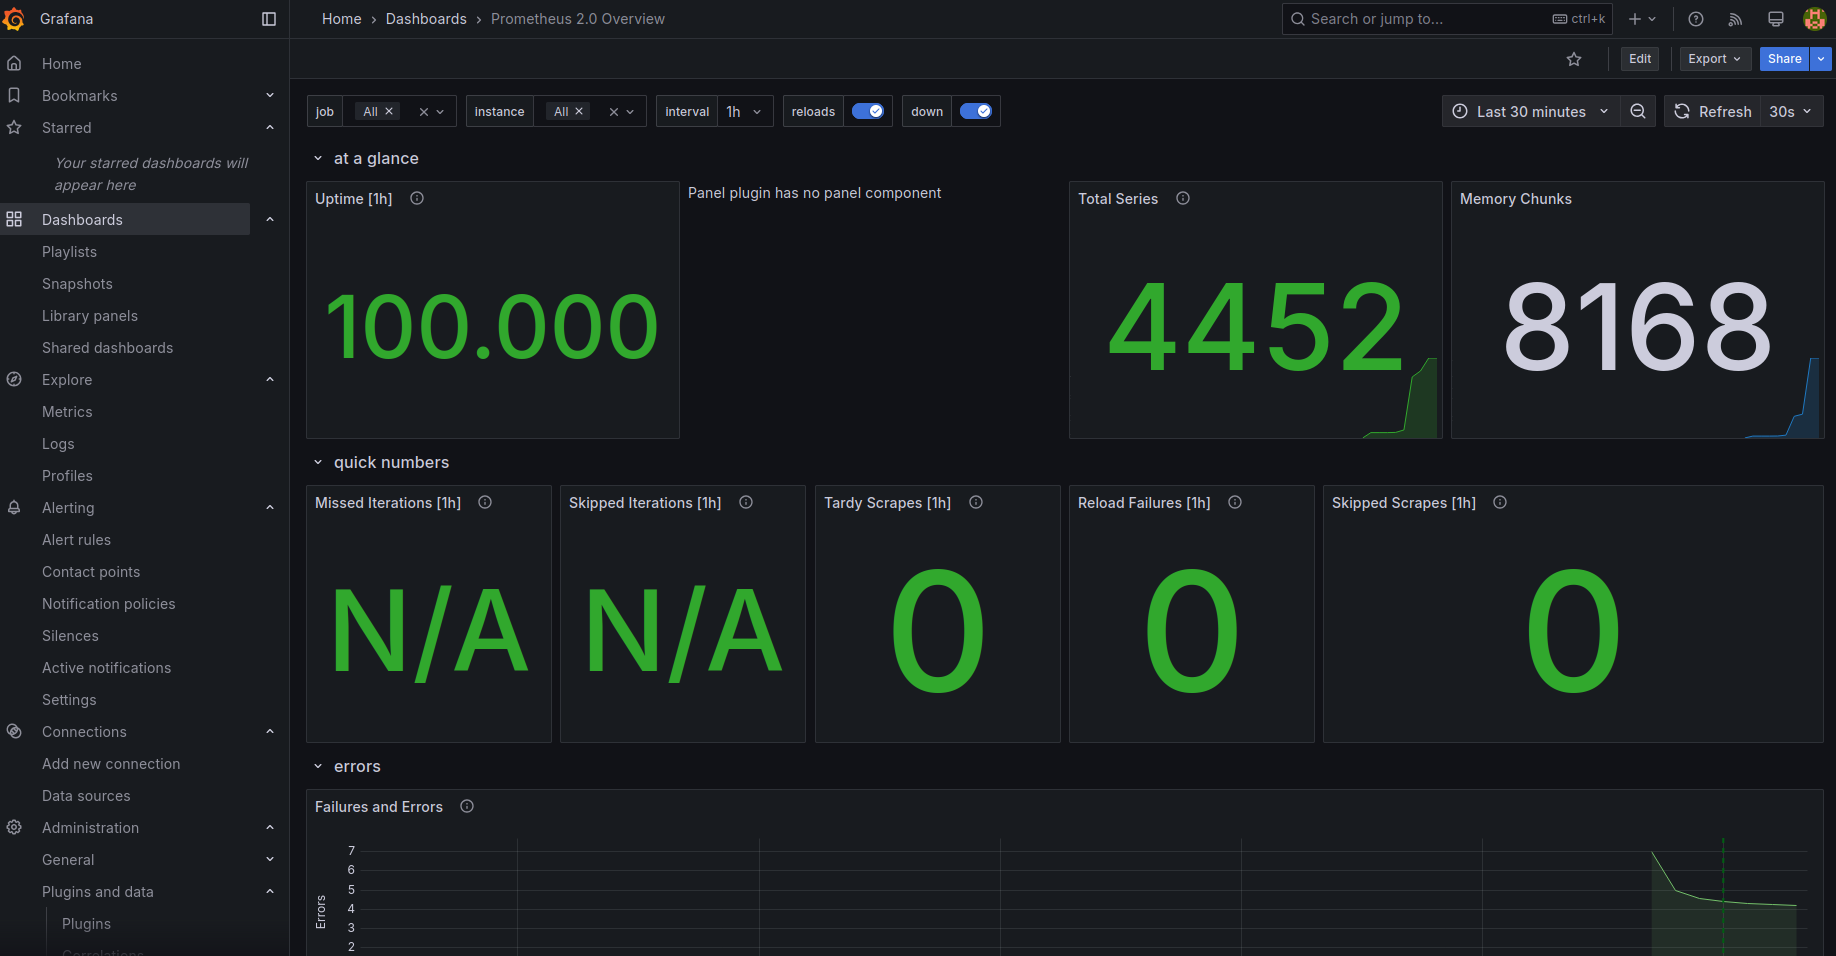 Grafana
Home › Dashboards › Prometheus 2.0 Overview
Search or jump to...
ctrl+k
Home
Bookmarks
Starred
Your starred dashboards will
appear here
Dashboards
Playlists
Snapshots
Library panels
Shared dashboards
Explore
Metrics
Logs
Profiles
Alerting
Alert rules
Contact points
Notification policies
Silences
Active notifications
Settings
Connections
Add new connection
Data sources
Administration
General
Plugins and data
Plugins
Correlations
Edit
Export
Share
job
All
instance
All
interval
1h
reloads
down
Last 30 minutes
Refresh
30s
at a glance
Uptime [1h]
100.000
Panel plugin has no panel component
Total Series
4452
Memory Chunks
8168
quick numbers
Missed Iterations [1h]
N/A
Skipped Iterations [1h]
N/A
Tardy Scrapes [1h]
0
Reload Failures [1h]
0
Skipped Scrapes [1h]
0
errors
Failures and Errors
Errors
7
6
5
4
3
2